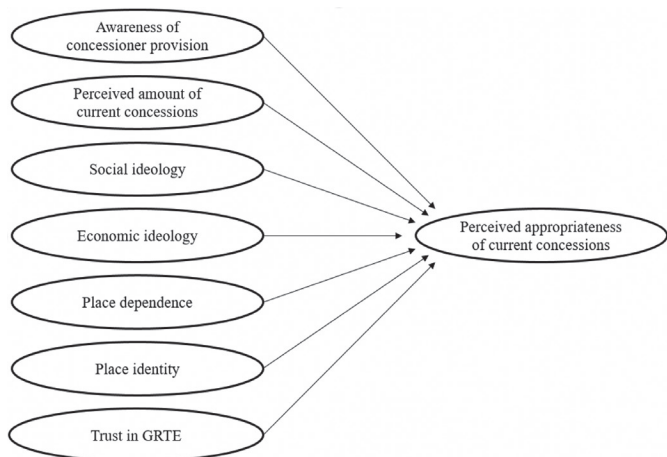 Awareness of
concessioner provision
Perceived amount of
current concessions
Social ideology
Economic ideology
Place dependence
Place identity
Trust in GRTE
Perceived appropriateness
of current concessions